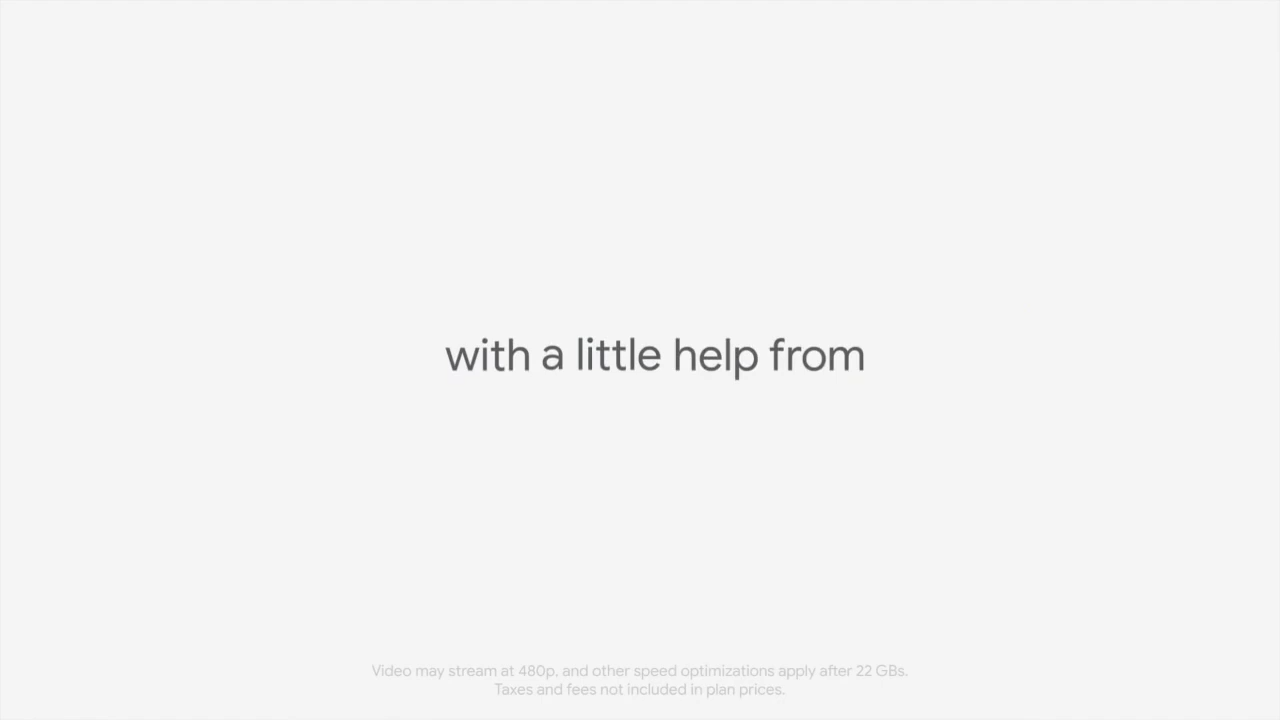 with a little help from
Video may stream at 480p. and other speed optimizations apply after 22 GBs.
Taxes and fees not included in plan prices.